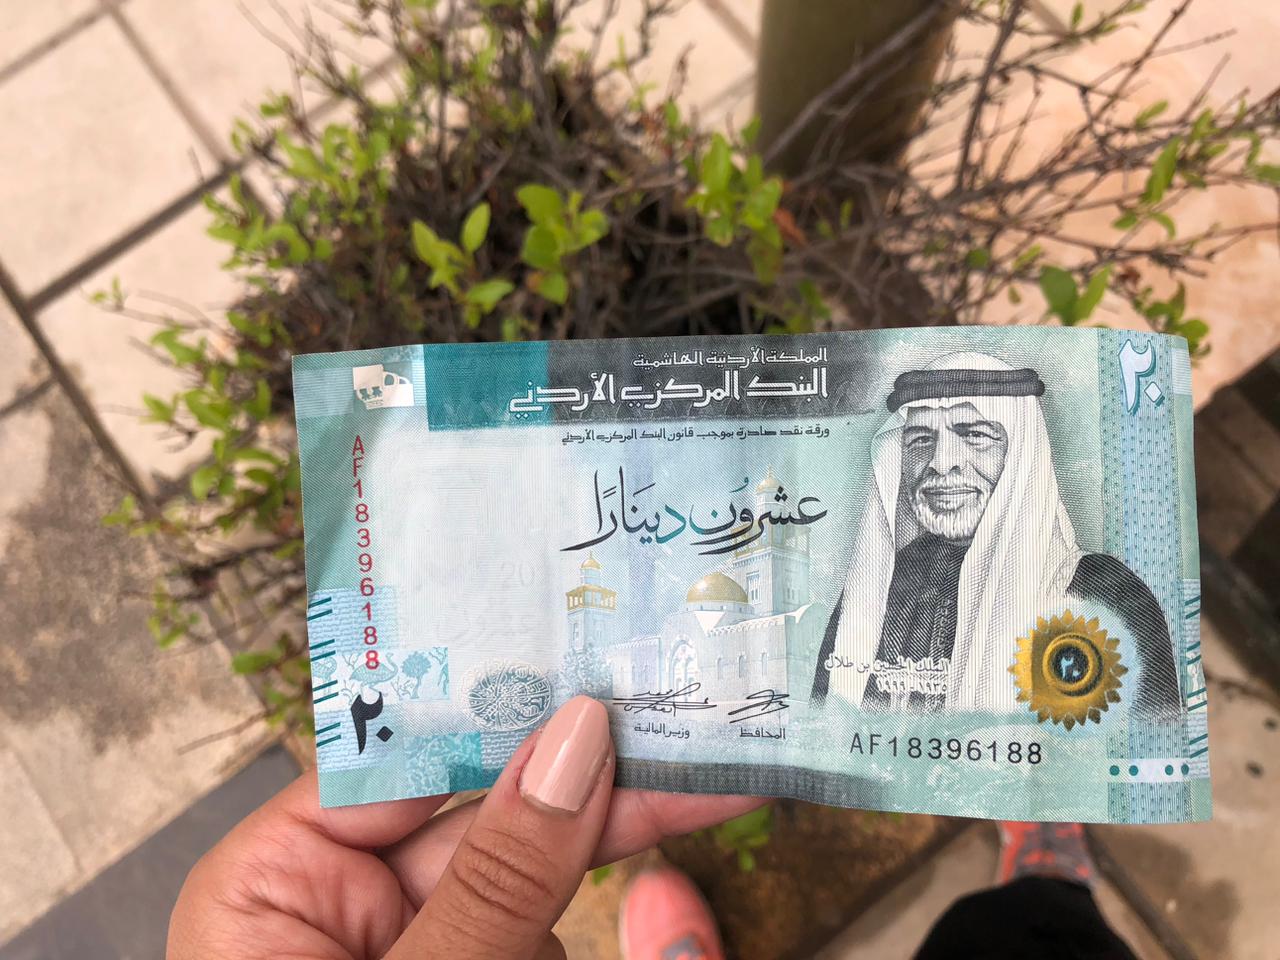 المملكة الأردنية الهاشمية
البنك المركزي الأردني
ورقة نقد صادرة بموجب قانون البنك المركزي الأردني
٢٠
عشرون دينارًا
AF18396188
20
الملك الحسين بن طلال
١٩٣٥-١٩٩٩
٢٠
٢٠
وزير المالية
المحافظ
AF18396188